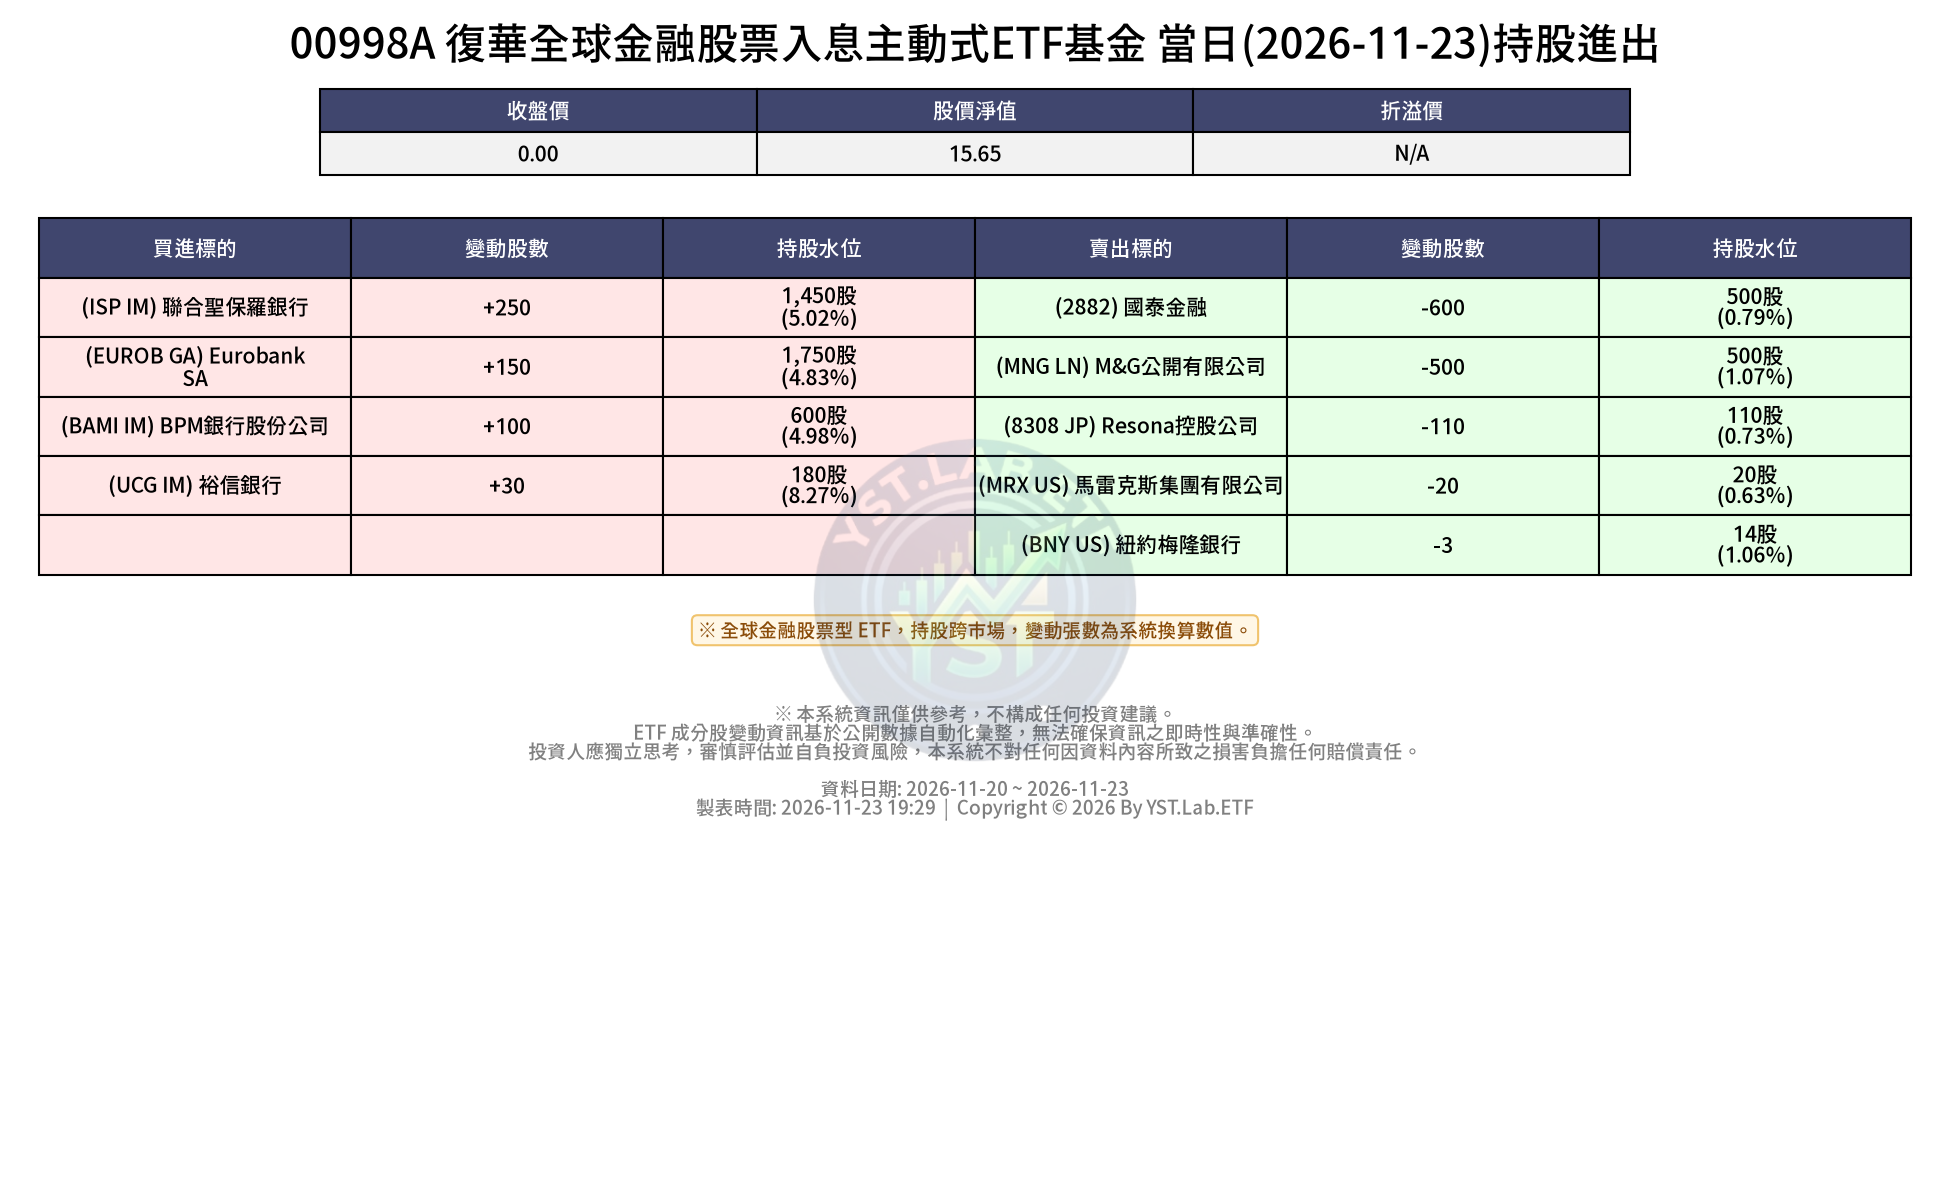 00998A 復華全球金融股票入息主動式ETF基金 當日(2026-11-23)持股進出
收盤價 股價淨值 折溢價
0.00 15.65 N/A
買進標的 變動股數 持股水位 賣出標的 變動股數 持股水位
(ISP IM) 聯合聖保羅銀行 +250 1,450股 (5.02%) (2882) 國泰金融 -600 500股 (0.79%)
(EUROB GA) Eurobank SA +150 1,750股 (4.83%) (MNG LN) M&G公開有限公司 -500 500股 (1.07%)
(BAMI IM) BPM銀行股份公司 +100 600股 (4.98%) (8308 JP) Resona控股公司 -110 110股 (0.73%)
(UCG IM) 裕信銀行 +30 180股 (8.27%) (MRX US) 馬雷克斯集團有限公司 -20 20股 (0.63%)
(BNY US) 紐約梅隆銀行 -3 14股 (1.06%)
YST.LAB.ETF
YST
※ 全球金融股票型 ETF，持股跨市場，變動張數為系統換算數值。
※ 本系統資訊僅供參考，不構成任何投資建議。
ETF 成分股變動資訊基於公開數據自動化彙整，無法確保資訊之即時性與準確性。
投資人應獨立思考，審慎評估並自負投資風險，本系統不對任何因資料內容所致之損害負擔任何賠償責任。
資料日期: 2026-11-20 ~ 2026-11-23
製表時間: 2026-11-23 19:29 | Copyright © 2026 By YST.Lab.ETF